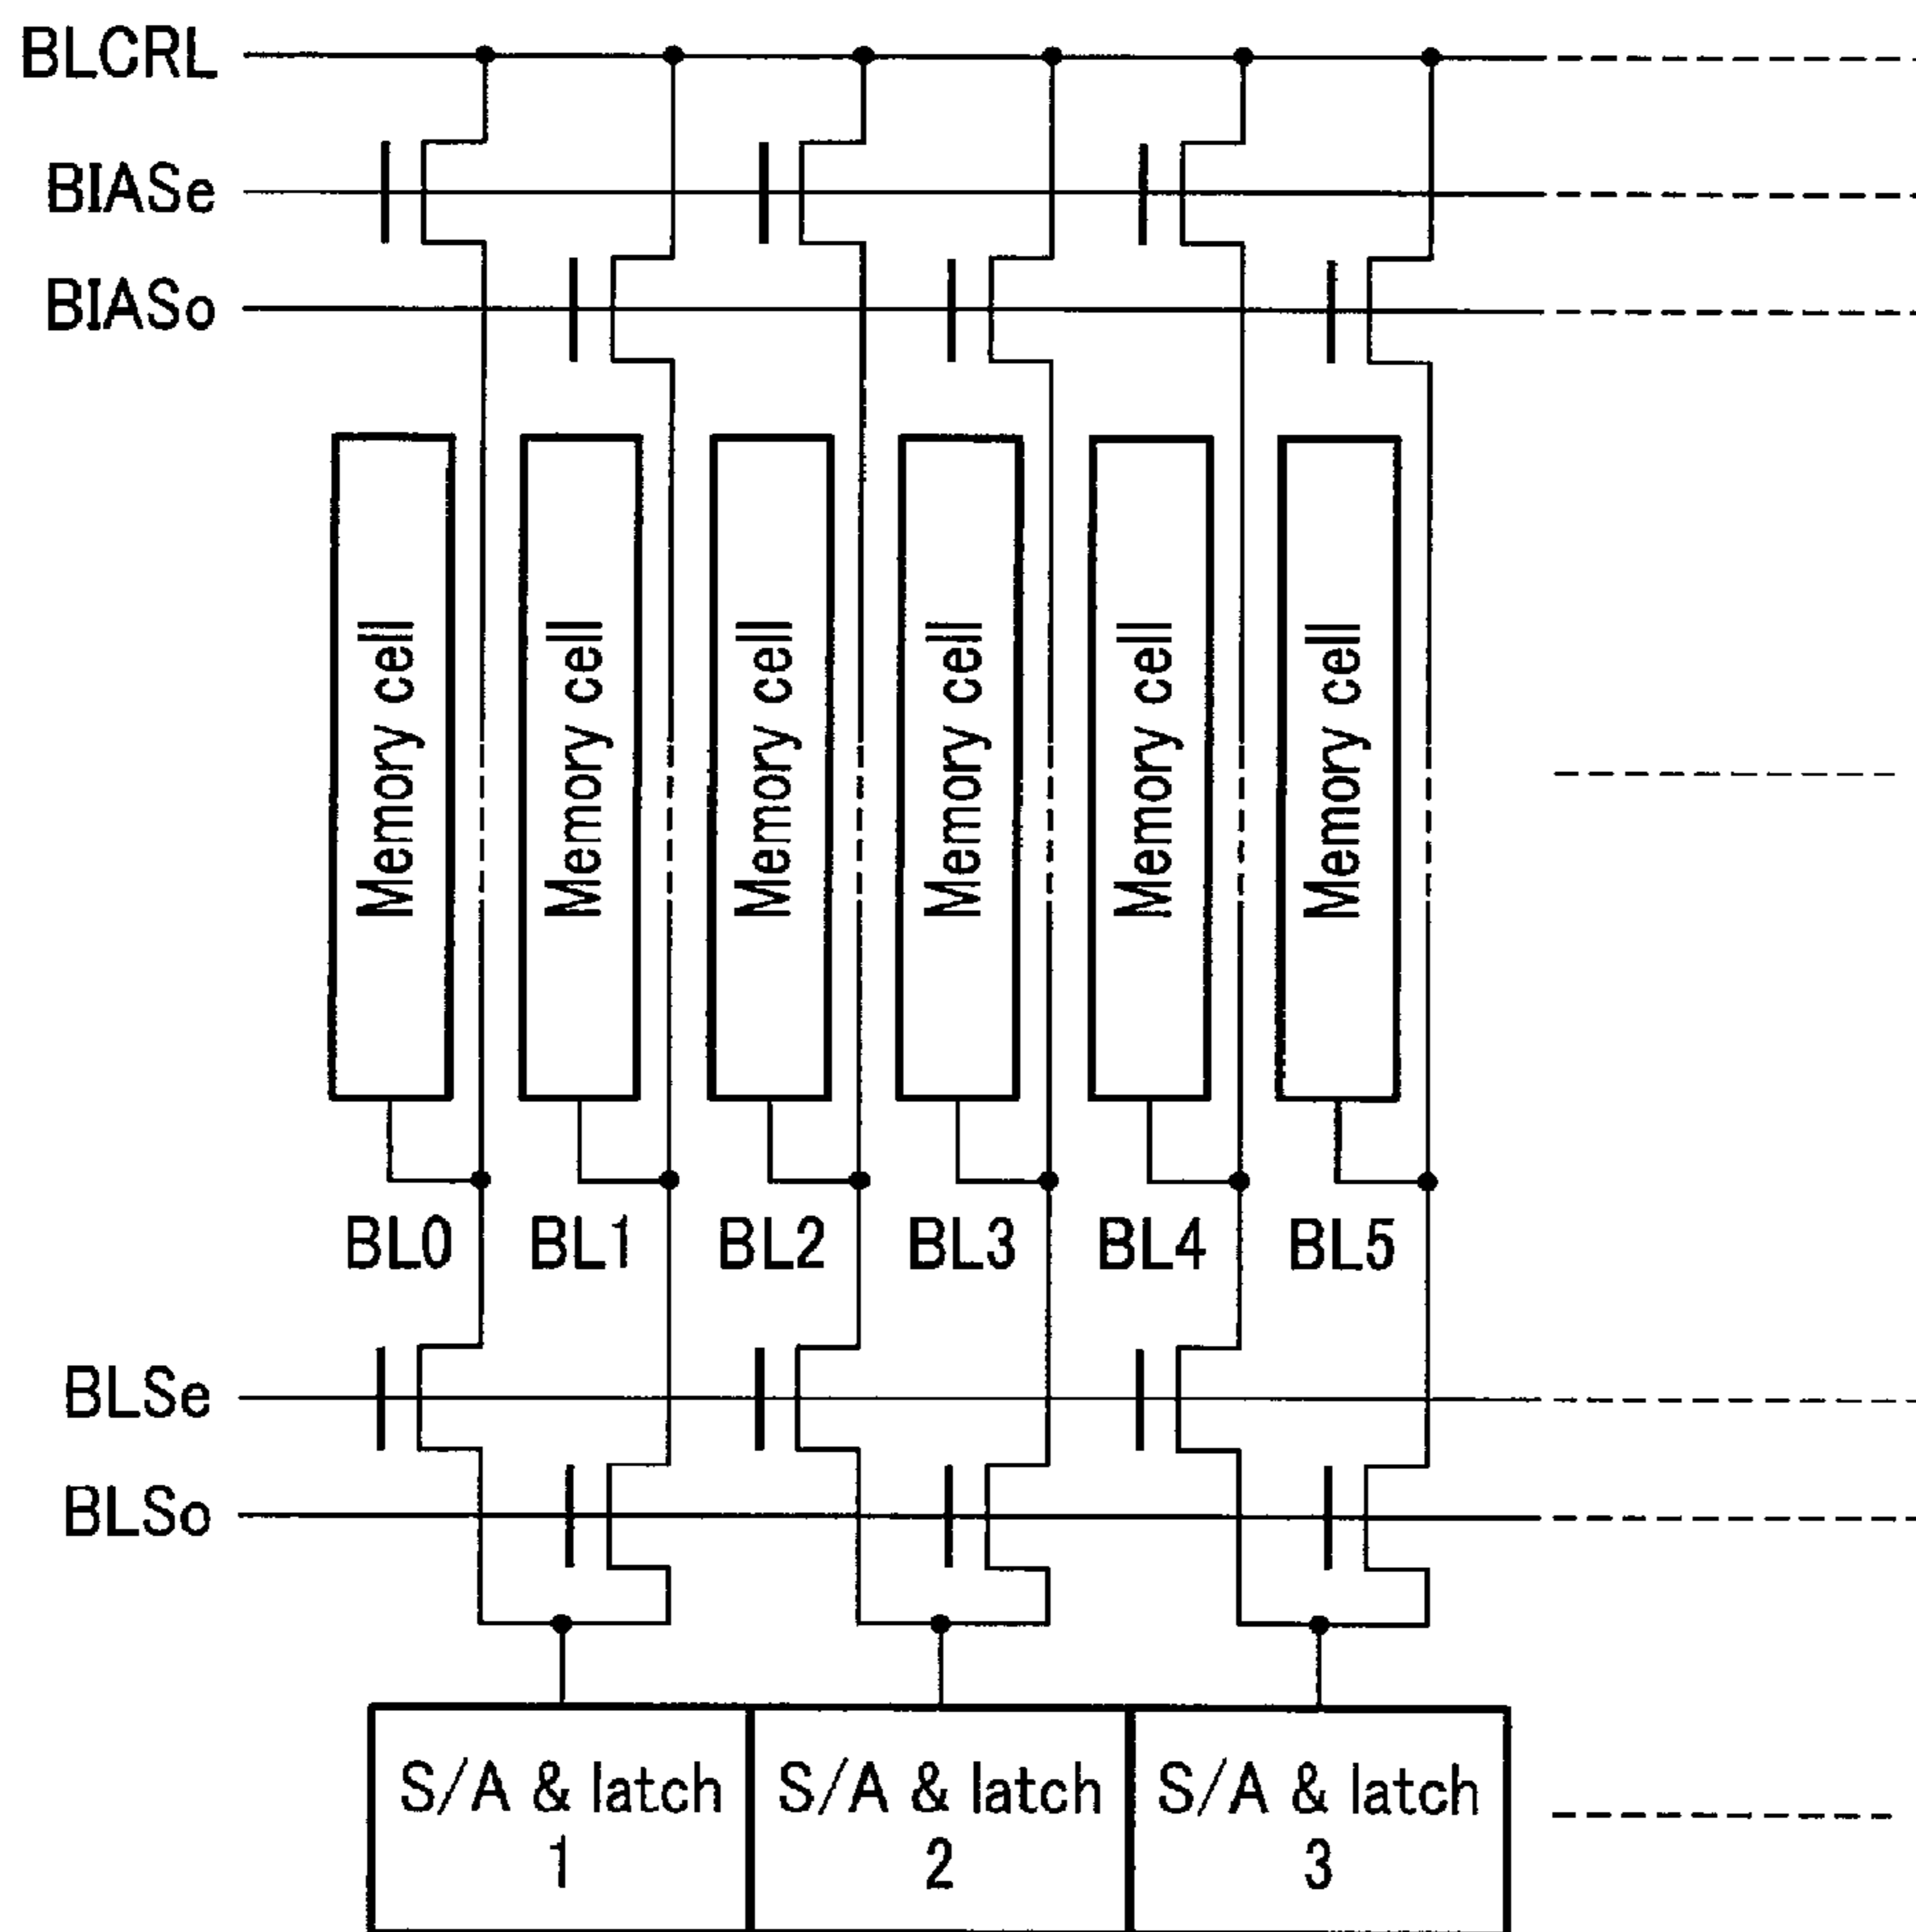 BLCRL
BIASe
BIASo
Memory cell
Memory cell
Memory cell
Memory cell
Memory cell
Memory cell
BL0 BL1 BL2 BL3 BL4 BL5
BLSe
BLSo
S/A & latch
1
S/A & latch
2
S/A & latch
3